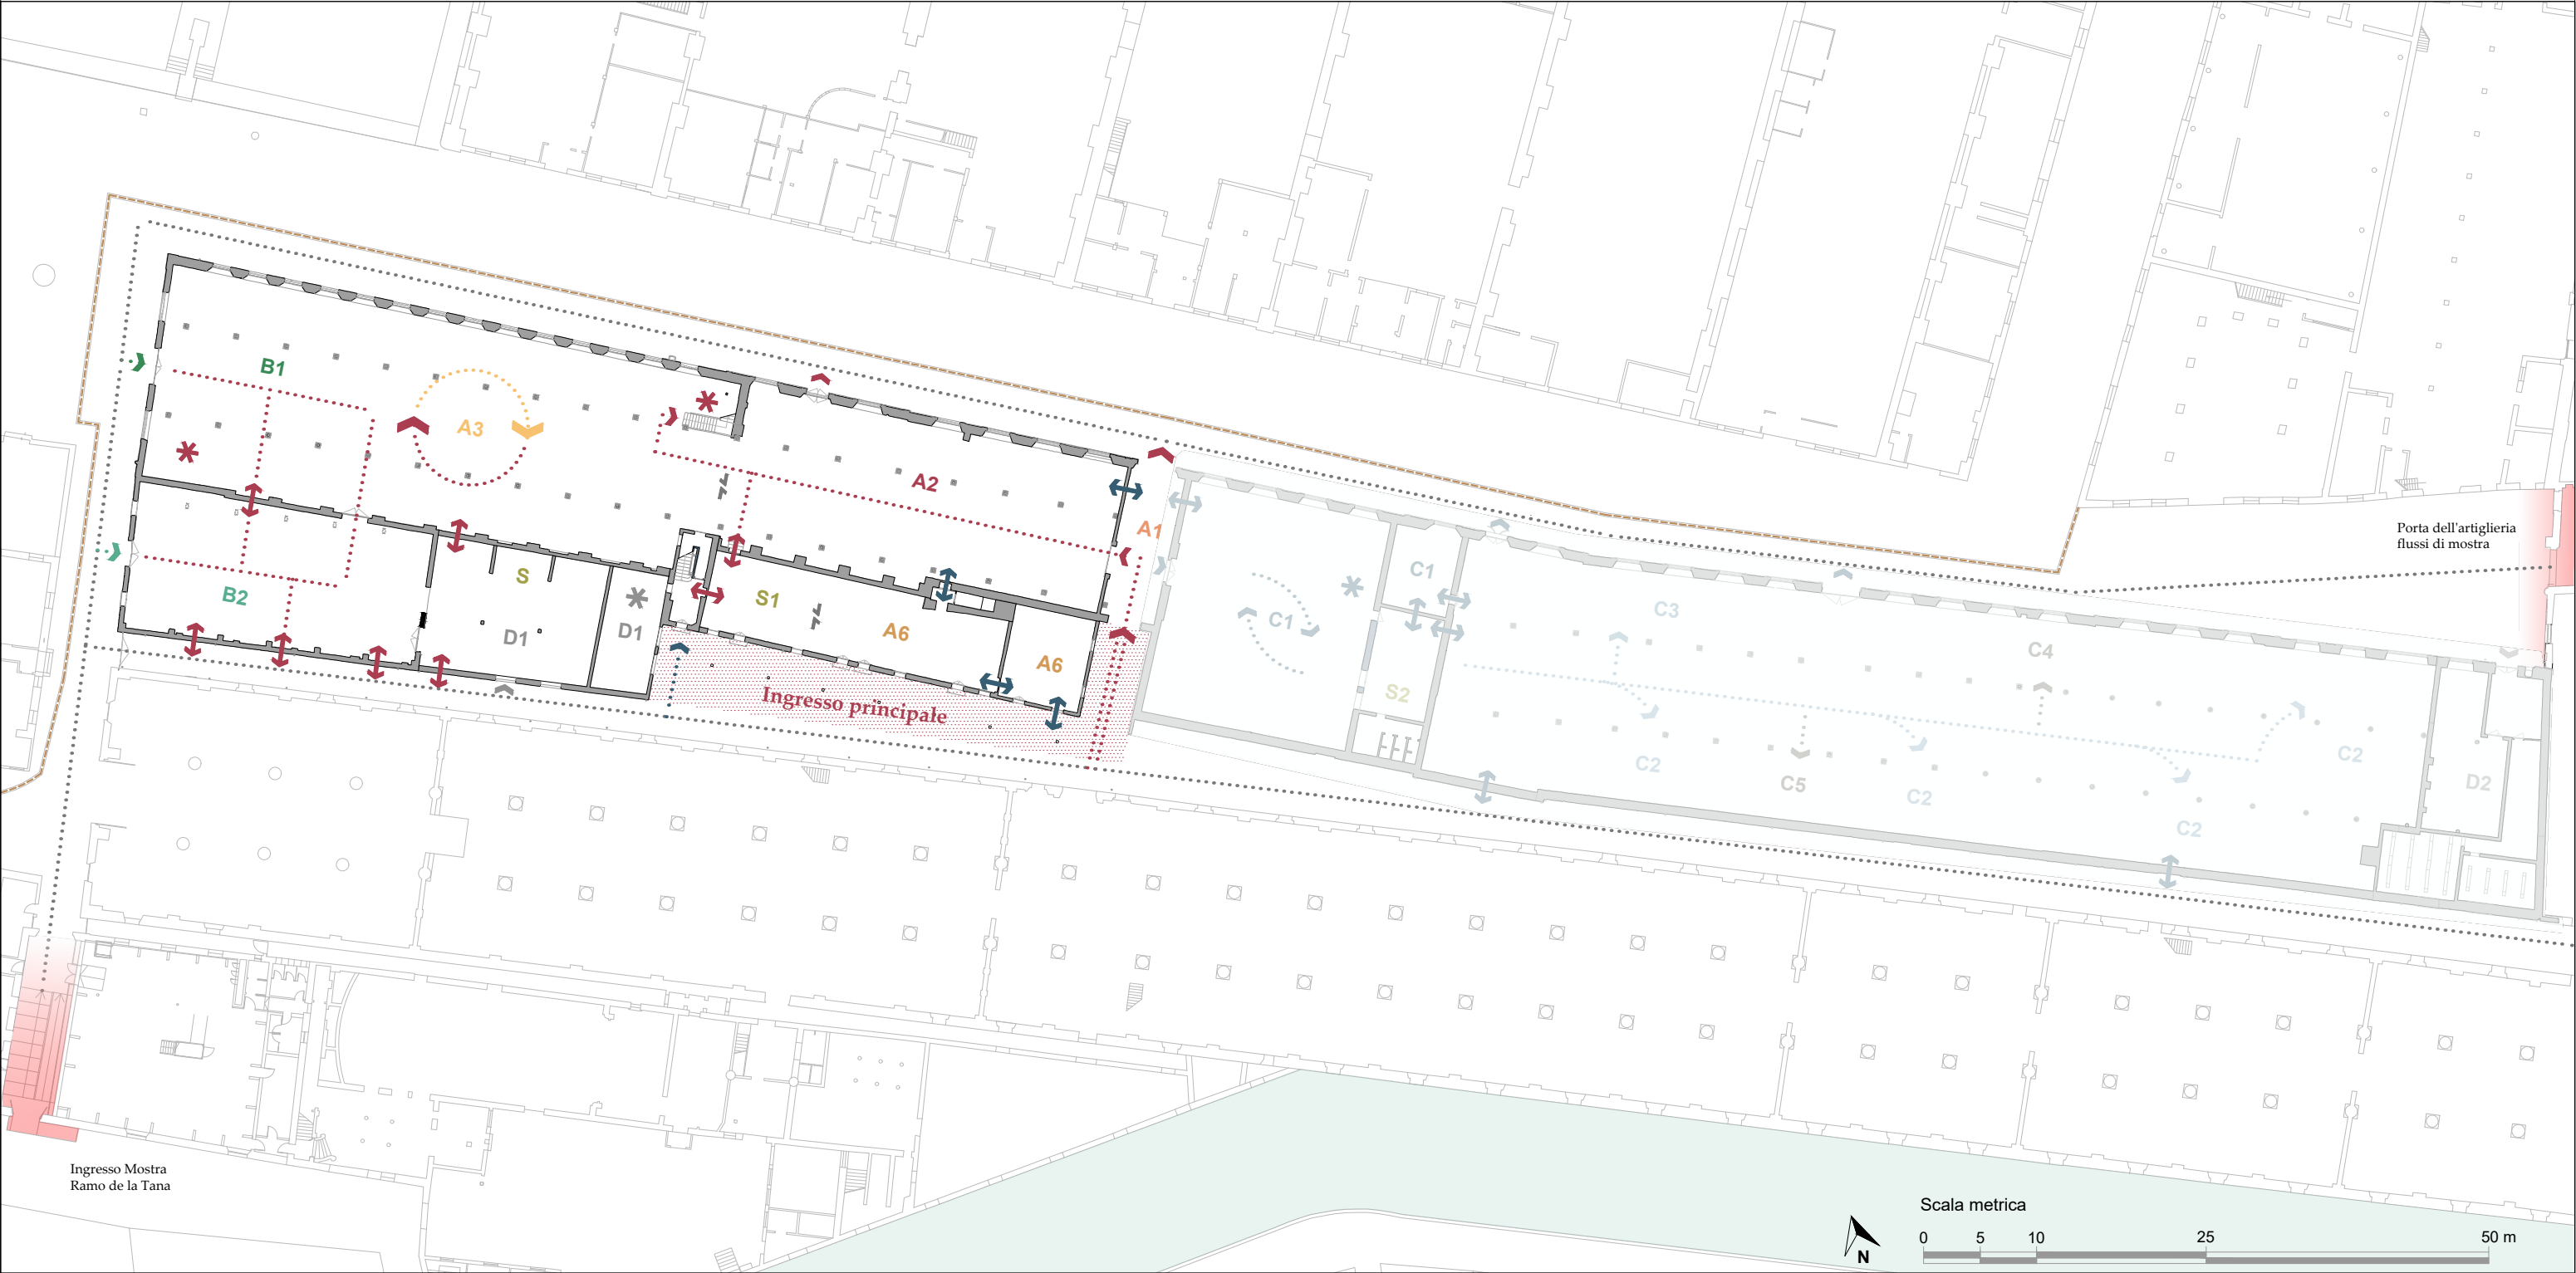 B1
A3
A2
A1
Porta dell'artiglieria
flussi di mostra
C1
S
B2
S1
D1
D1
A6
C1
C3
A6
C4
S2
Ingresso principale
C2
C5
C2
C2
D2
C2
Ingresso Mostra
Ramo de la Tana
Scala metrica
0 5 10 25 50 m
N